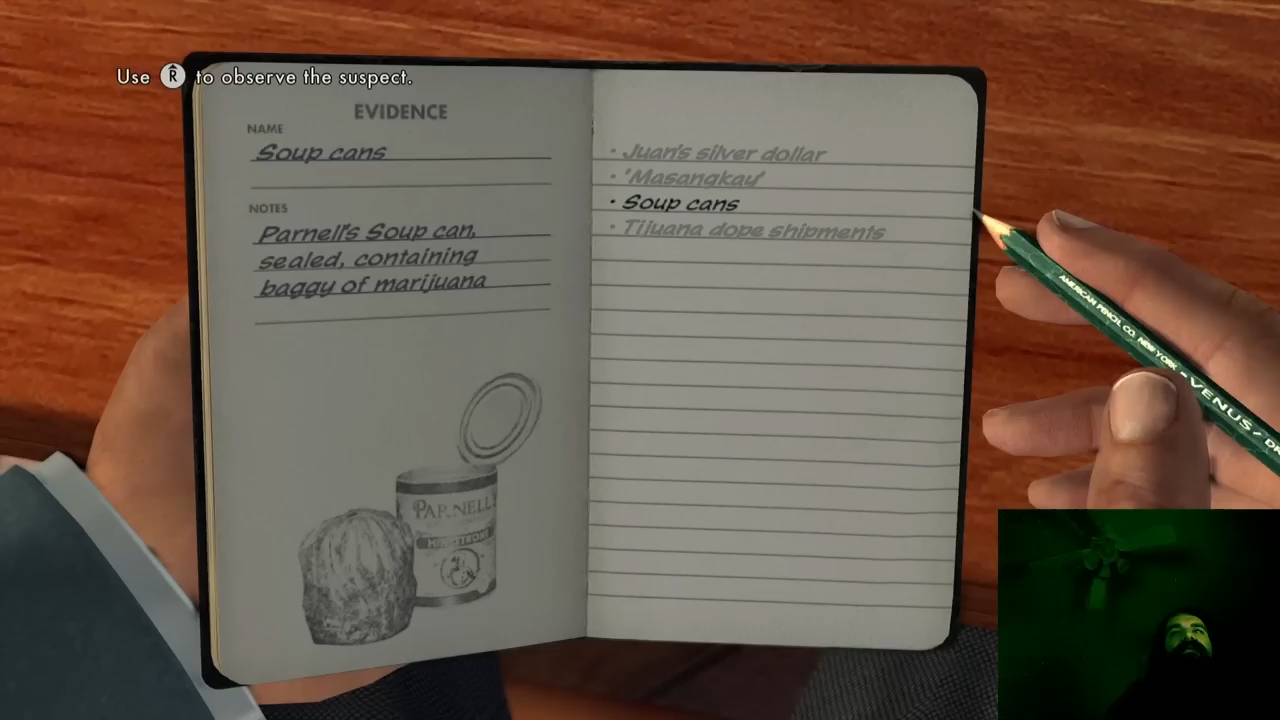 Use R to observe the suspect.
EVIDENCE
NAME
Soup cans
NOTES
Parnell's Soup can,
sealed, containing
baggy of marijuana
PARNELL'S
MINESTRONE
• Juan's silver dollar
• 'Masangkay'
• Soup cans
• Tijuana dope shipments
AMERICAN PENCIL CO. NEW YORK
VENUS